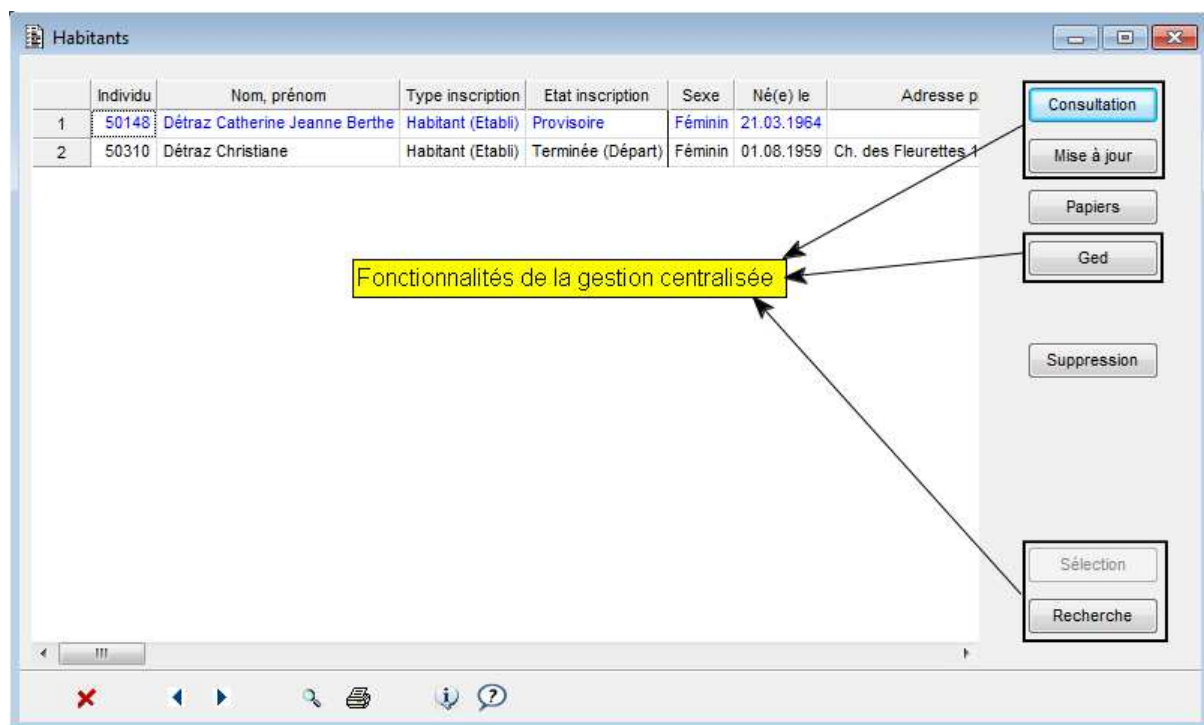 Habitants
Individu Nom, prénom Type inscription Etat inscription Sexe Né(e) le Adresse p
1 50148 Détraz Catherine Jeanne Berthe Habitant (Etabli) Provisoire Féminin 21.03.1964
2 50310 Détraz Christiane Habitant (Etabli) Terminée (Départ) Féminin 01.08.1959 Ch. des Fleurettes 1
Consultation
Mise à jour
Papiers
Ged
Fonctionnalités de la gestion centralisée
Suppression
Sélection
Recherche